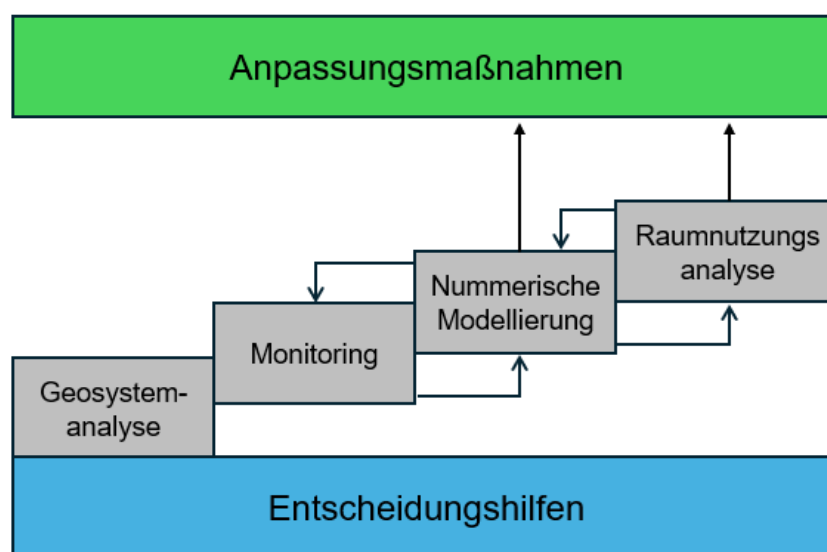 Anpassungsmaßnahmen
Raumnutzungs
analyse
Nummerische
Modellierung
Monitoring
Geosystem-
analyse
Entscheidungshilfen